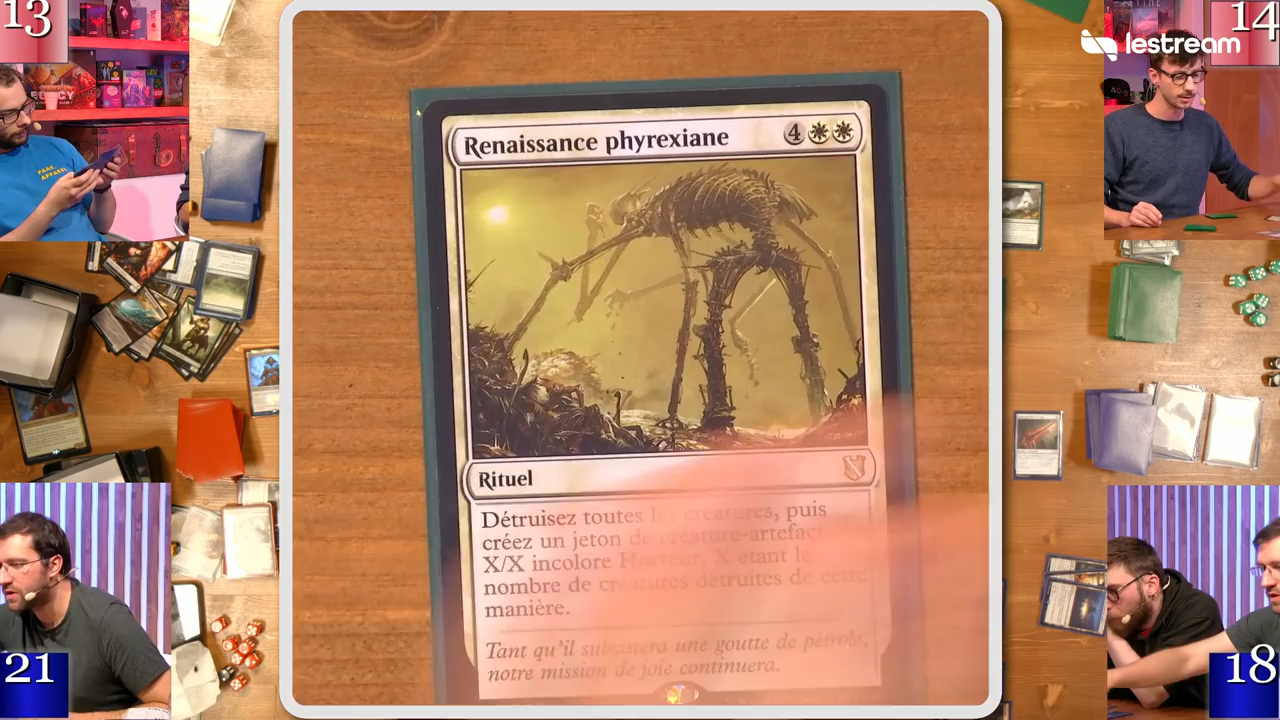 13
14
lestream
Renaissance phyrexiane
4
Rituel
Détruisez toutes les créatures, puis
créez un jeton de créature-artefact
X/X incolore Horreur, X étant le
nombre de créatures détruites de cette
manière.
Tant qu'il subsistera une goutte de pétrole,
notre mission de joie continuera.
21
18